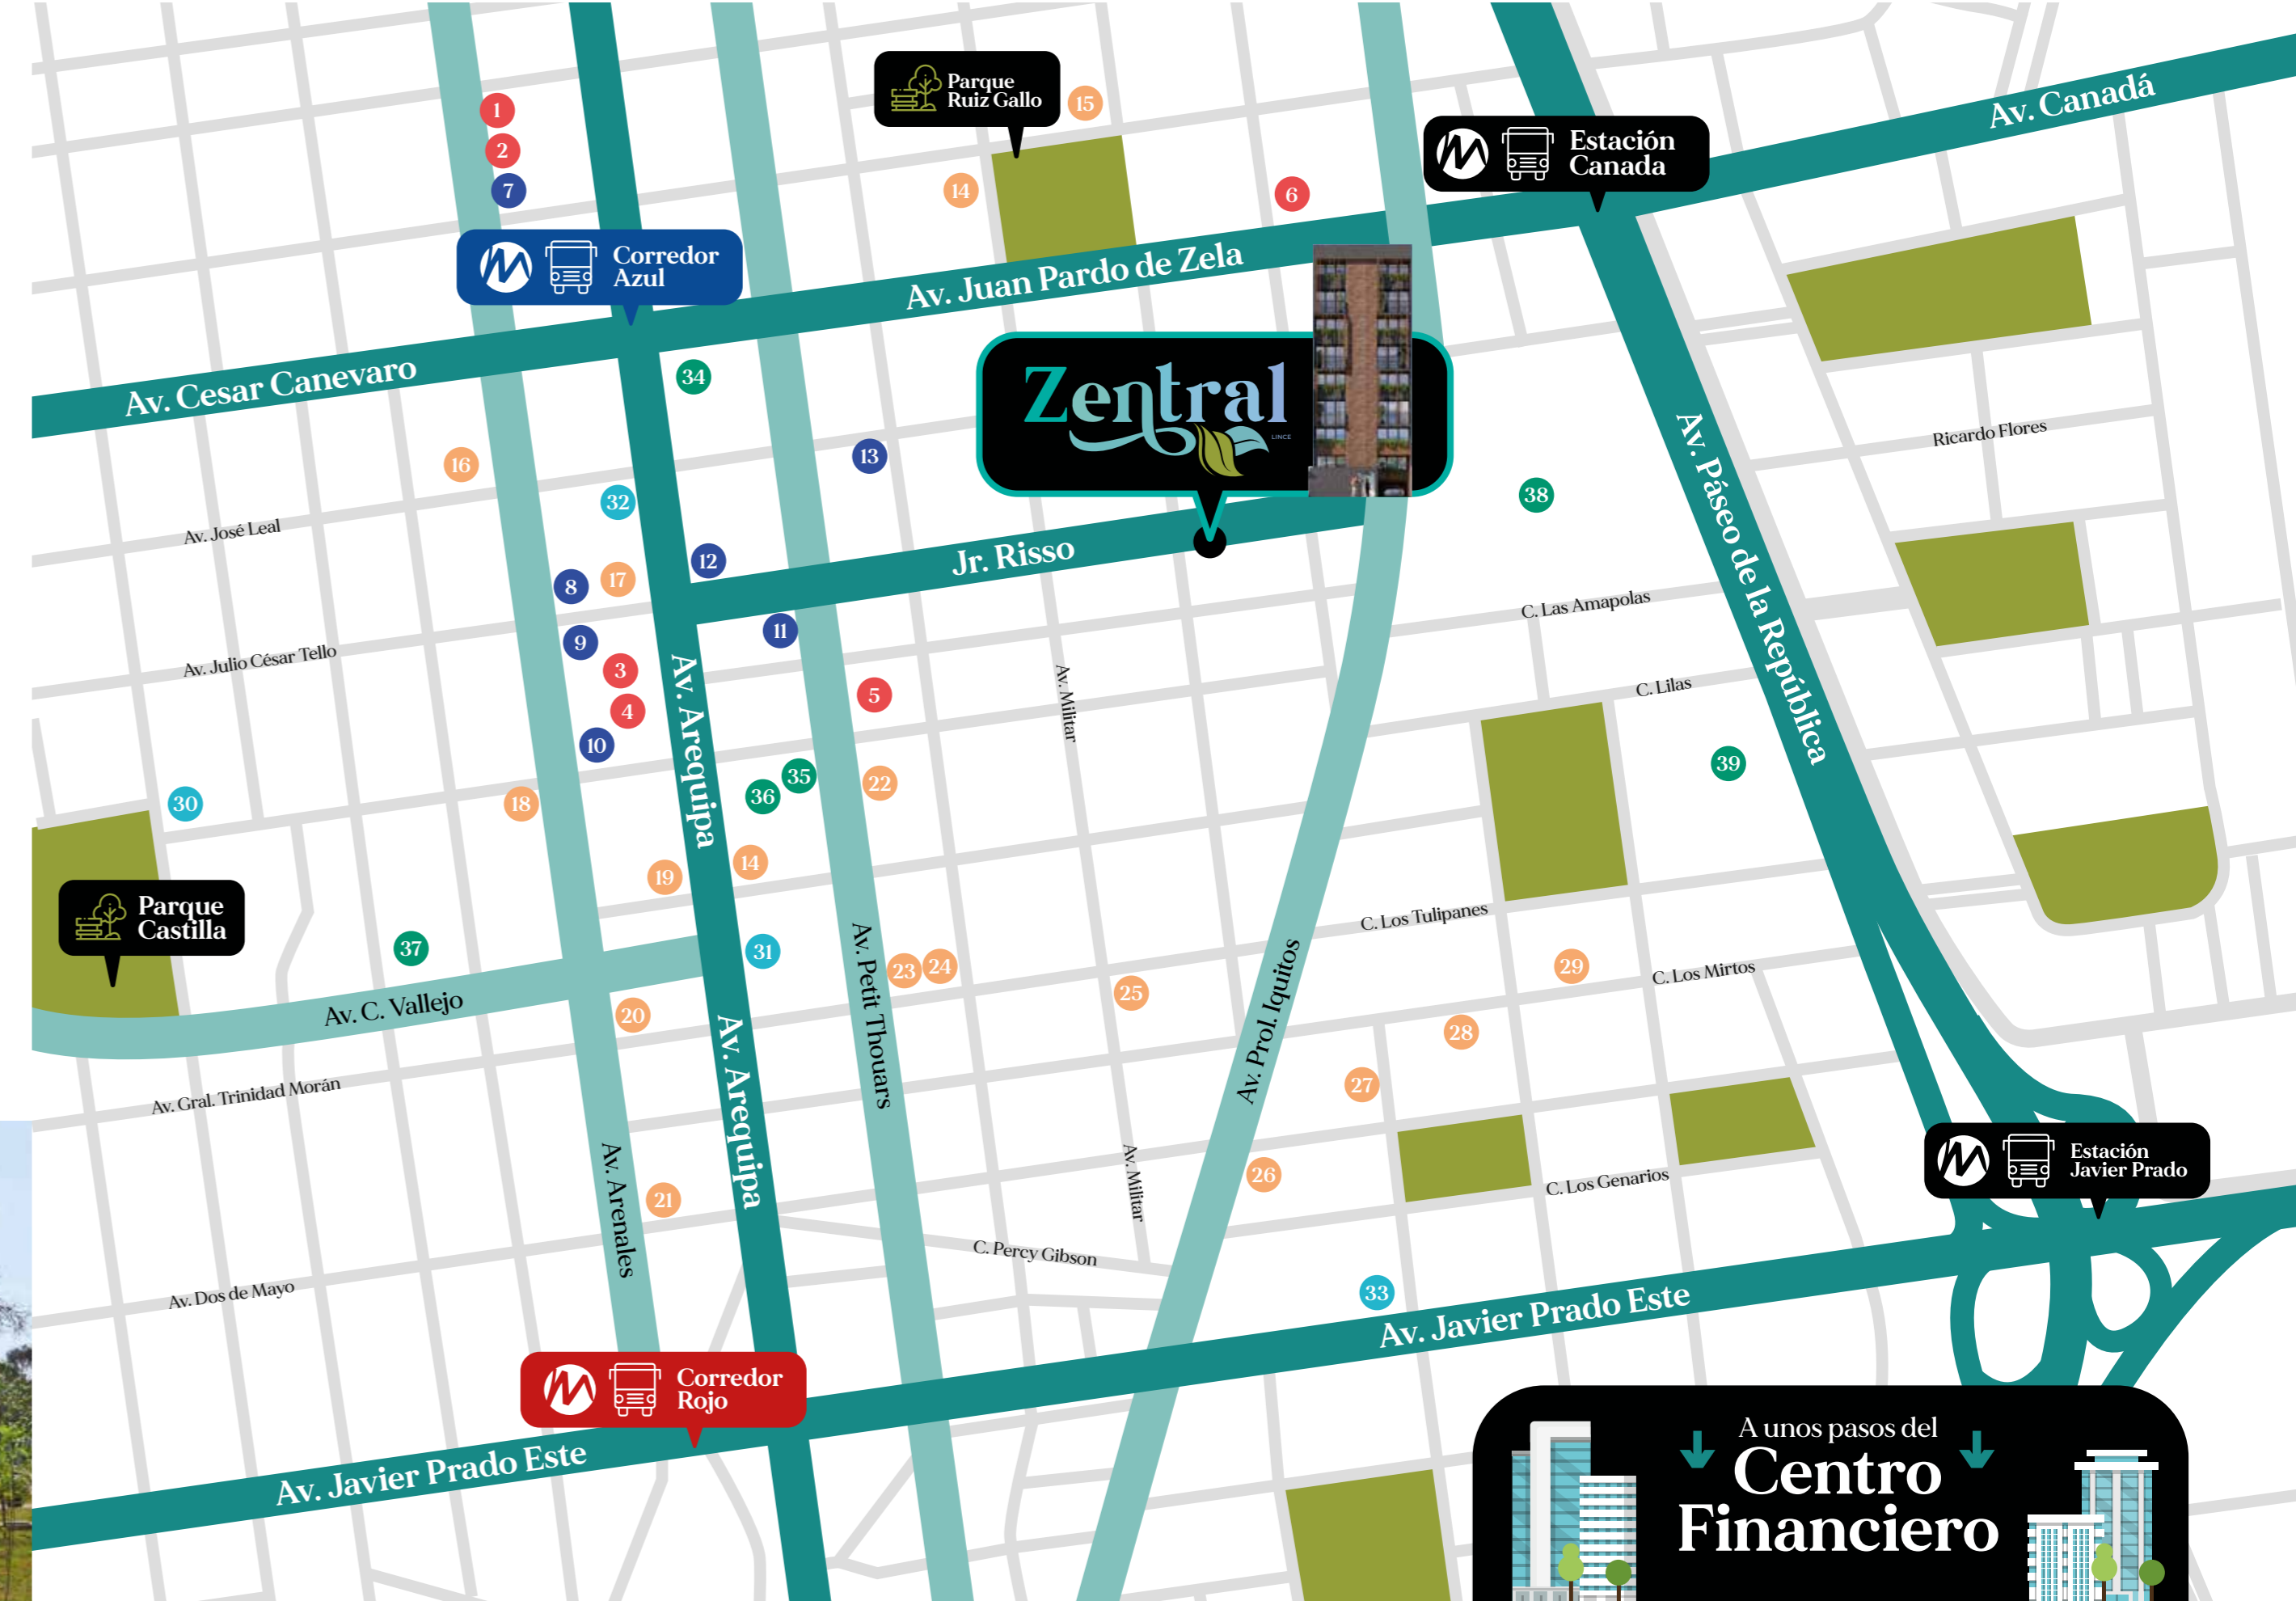 Parque
Ruiz Gallo
15
1
2
7
14
6
Estación
Canada
Av. Canadá
Corredor
Azul
Av. Juan Pardo de Zela
Av. Cesar Canevaro
34
Zentral
LINCE
16
13
32
38
Av. José Leal
Ricardo Flores
Av. Páseo de la República
12
Jr. Risso
8
17
11
9
C. Las Amapolas
Av. Julio César Tello
3
4
5
10
Av. Arequipa
Av. Militar
C. Lilas
30
18
36
35
22
39
19
14
Parque
Castilla
37
31
Av. Petit Thouars
23
24
25
C. Los Tulipanes
29
C. Los Mirtos
Av. C. Vallejo
20
28
Av. Prol. Iquitos
27
Av. Gral. Trinidad Morán
Av. Arequipa
Av. Arenales
21
Av. Militar
26
C. Los Genarios
Estación
Javier Prado
C. Percy Gibson
Av. Dos de Mayo
33
Av. Javier Prado Este
Corredor
Rojo
Av. Javier Prado Este
A unos pasos del
Centro
Financiero